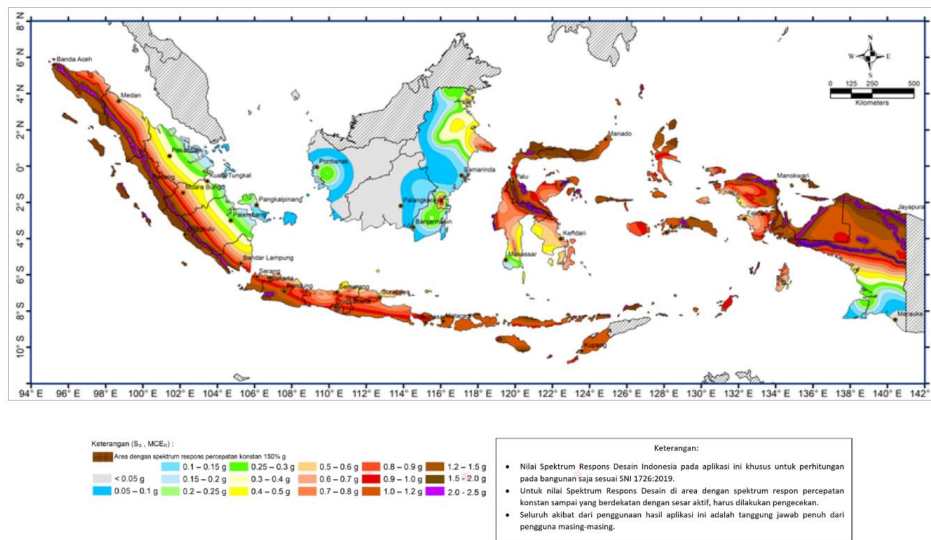 8° N
6° N
4° N
2° N
0°
2° S
4° S
6° S
8° S
10° S
Banda Aceh
Medan
Pekanbaru
Kuala Tungkal
Padang
Muara Bungo
Pangkalpinang
Palembang
Bengkulu
Bandar Lampung
Serang
Jakarta
Bandung
Semarang
Surabaya
Yogyakarta
Mataram
Pontianak
Samarinda
Palangkaraya
Banjarmasin
Manado
Palu
Kendari
Makassar
Kupang
Manokwari
Jayapura
Merauke
N
W
E
S
0 125 250 500
Kilometers
94° E 96° E 98° E 100° E 102° E 104° E 106° E 108° E 110° E 112° E 114° E 116° E 118° E 120° E 122° E 124° E 126° E 128° E 130° E 132° E 134° E 136° E 138° E 140° E 142° E
Keterangan (Sₛ , MCEᵣ) :
Area dengan spektrum respons percepatan konstan 150% g
< 0.05 g
0.05 – 0.1 g
0.1 – 0.15 g
0.15 – 0.2 g
0.2 – 0.25 g
0.25 – 0.3 g
0.3 – 0.4 g
0.4 – 0.5 g
0.5 – 0.6 g
0.6 – 0.7 g
0.7 – 0.8 g
0.8 – 0.9 g
0.9 – 1.0 g
1.0 – 1.2 g
1.2 – 1.5 g
1.5 - 2.0 g
2.0 - 2.5 g
Keterangan:
• Nilai Spektrum Respons Desain Indonesia pada aplikasi ini khusus untuk perhitungan
pada bangunan saja sesuai SNI 1726:2019.
• Untuk nilai Spektrum Respons Desain di area dengan spektrum respon percepatan
konstan sampai yang berdekatan dengan sesar aktif, harus dilakukan pengecekan.
• Seluruh akibat dari penggunaan hasil aplikasi ini adalah tanggung jawab penuh dari
pengguna masing-masing.